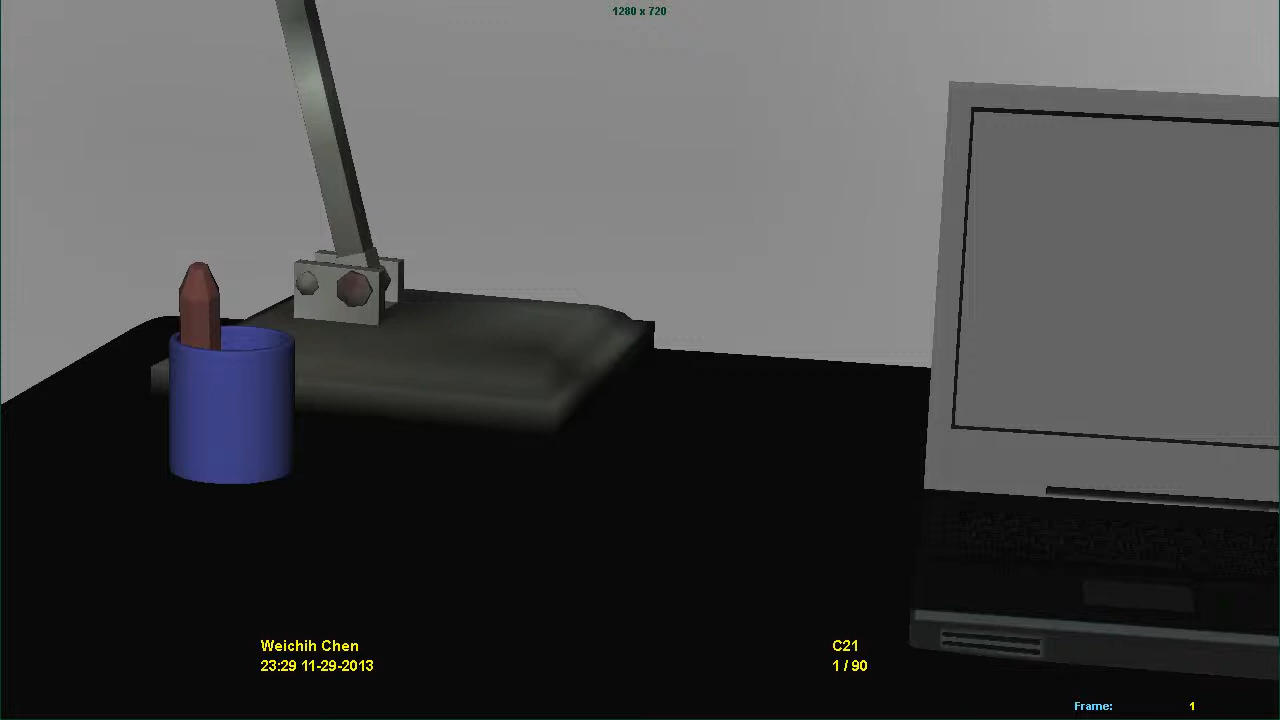 1280 x 720
Weichih Chen
23:29 11-29-2013
C21
1 / 90
Frame: 1